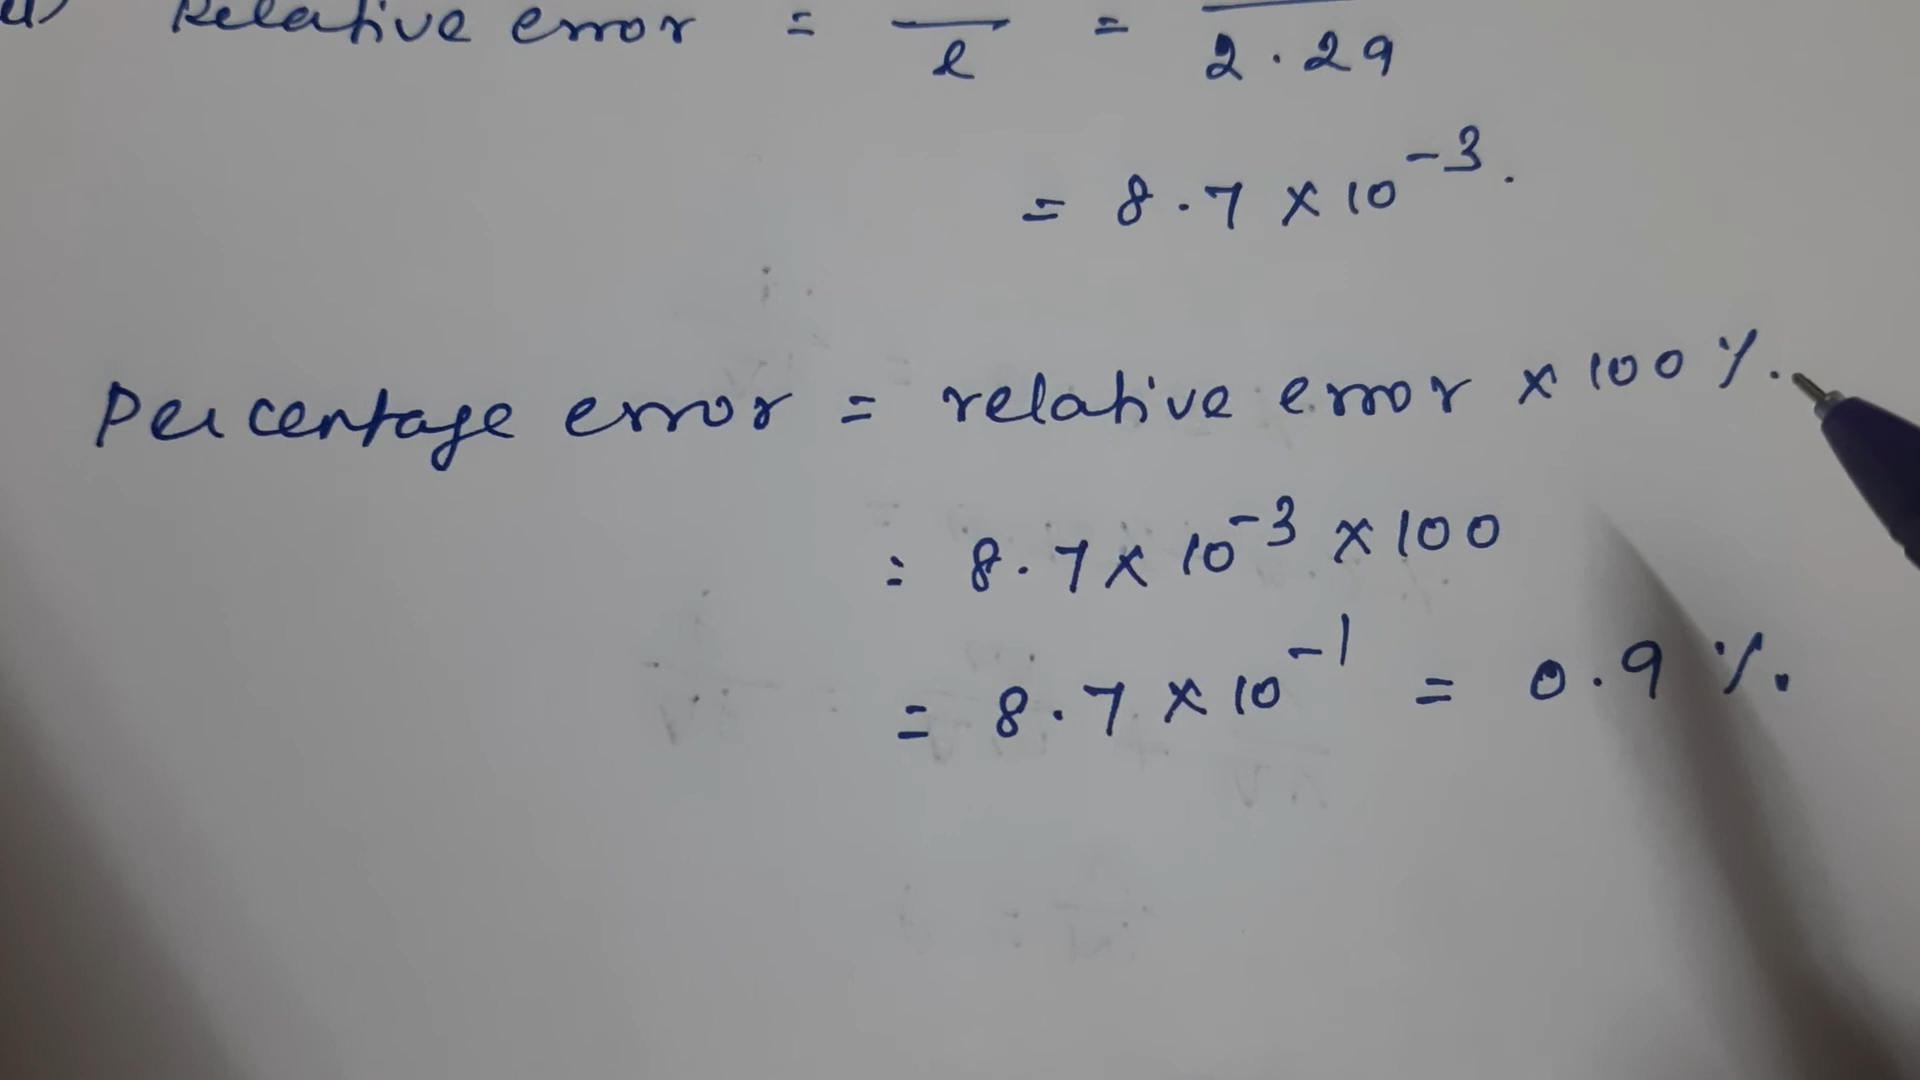 Relative error = — / l = — / 2.29
= 8.7 × 10^-3.
Percentage error = relative error × 100 %.
= 8.7 × 10^-3 × 100
= 8.7 × 10^-1 = 0.9 %.